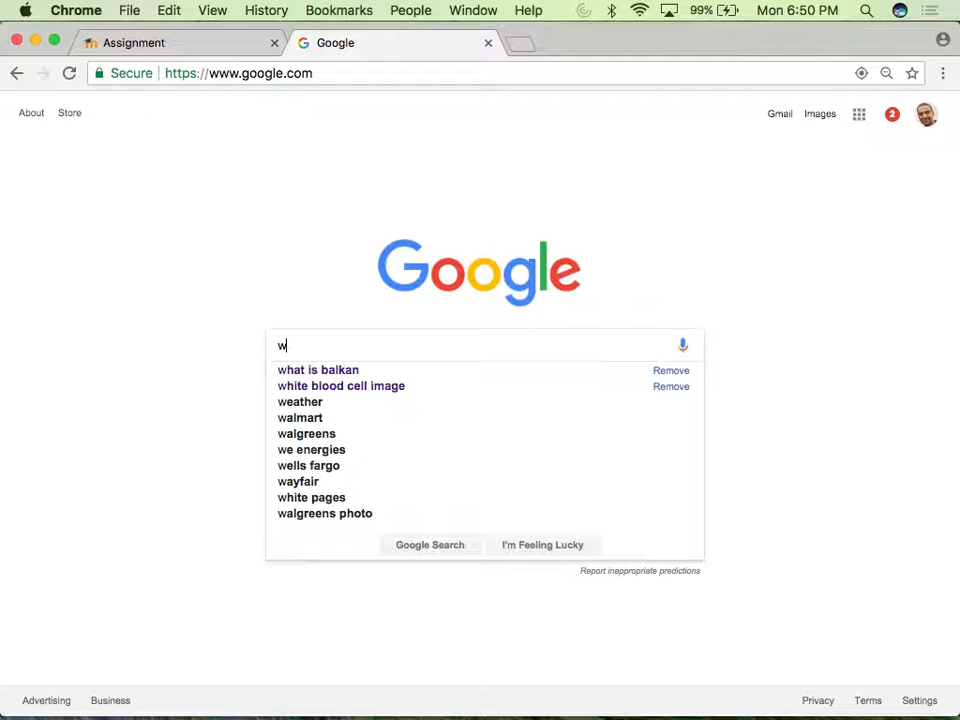 Chrome File Edit View History Bookmarks People Window Help 99% Mon 6:50 PM
Assignment Google
Secure https://www.google.com
About Store Gmail Images 2
Google
w
what is balkan Remove
white blood cell image Remove
weather
walmart
walgreens
we energies
wells fargo
wayfair
white pages
walgreens photo
Google Search I'm Feeling Lucky
Report inappropriate predictions
Advertising Business Privacy Terms Settings